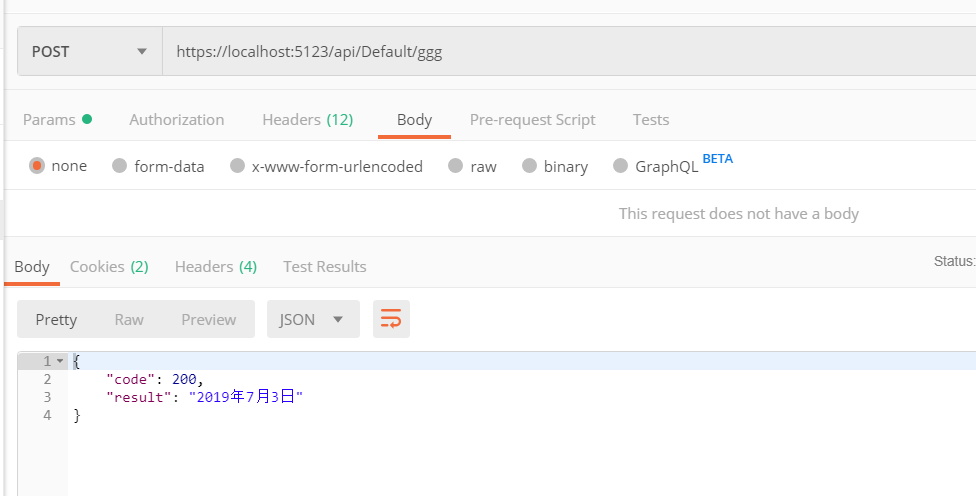 POST https://localhost:5123/api/Default/ggg
Params Authorization Headers (12) Body Pre-request Script Tests
none form-data x-www-form-urlencoded raw binary GraphQL BETA
This request does not have a body
Body Cookies (2) Headers (4) Test Results Status:
Pretty Raw Preview JSON
1 {
2 "code": 200,
3 "result": "2019年7月3日"
4 }